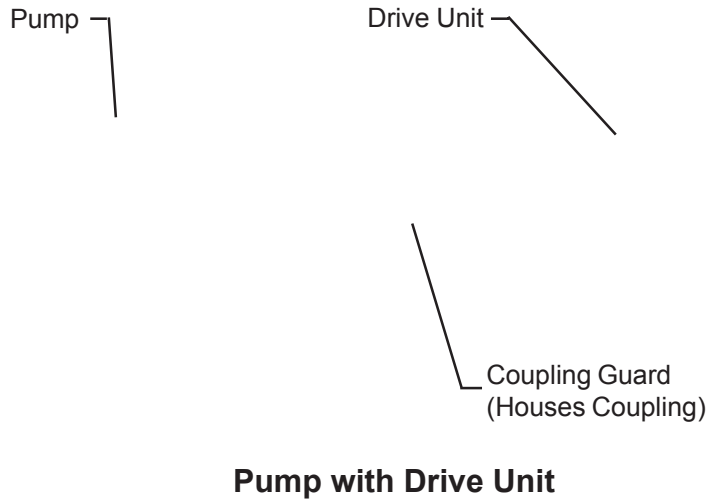 Pump
Drive Unit
Coupling Guard
(Houses Coupling)
Pump with Drive Unit